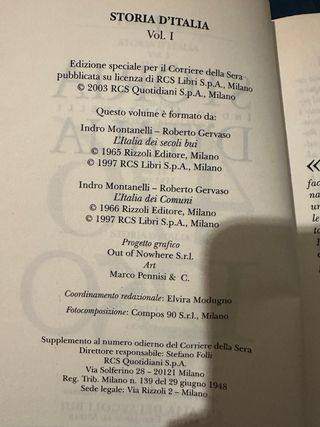 STORIA D'ITALIA
Vol. I
Edizione speciale per il Corriere della Sera
pubblicata su licenza di RCS Libri S.p.A., Milano
© 2003 RCS Quotidiani S.p.A., Milano
Questo volume è formato da:
Indro Montanelli – Roberto Gervaso
L'Italia dei secoli bui
© 1965 Rizzoli Editore, Milano
© 1997 RCS Libri S.p.A., Milano
Indro Montanelli – Roberto Gervaso
L'Italia dei Comuni
© 1966 Rizzoli Editore, Milano
© 1997 RCS Libri S.p.A., Milano
Progetto grafico
Out of Nowhere S.r.l.
Art
Marco Pennisi & C.
Coordinamento redazionale: Elvira Modugno
Fotocomposizione: Compos 90 S.r.l., Milano
Supplemento al numero odierno del Corriere della Sera
Direttore responsabile: Stefano Folli
RCS Quotidiani S.p.A.
Via Solferino 28 – 20121 Milano
Reg. Trib. Milano n. 139 del 29 giugno 1948
Sede legale: Via Rizzoli 2 – Milano
«
fac
na
un
le
to